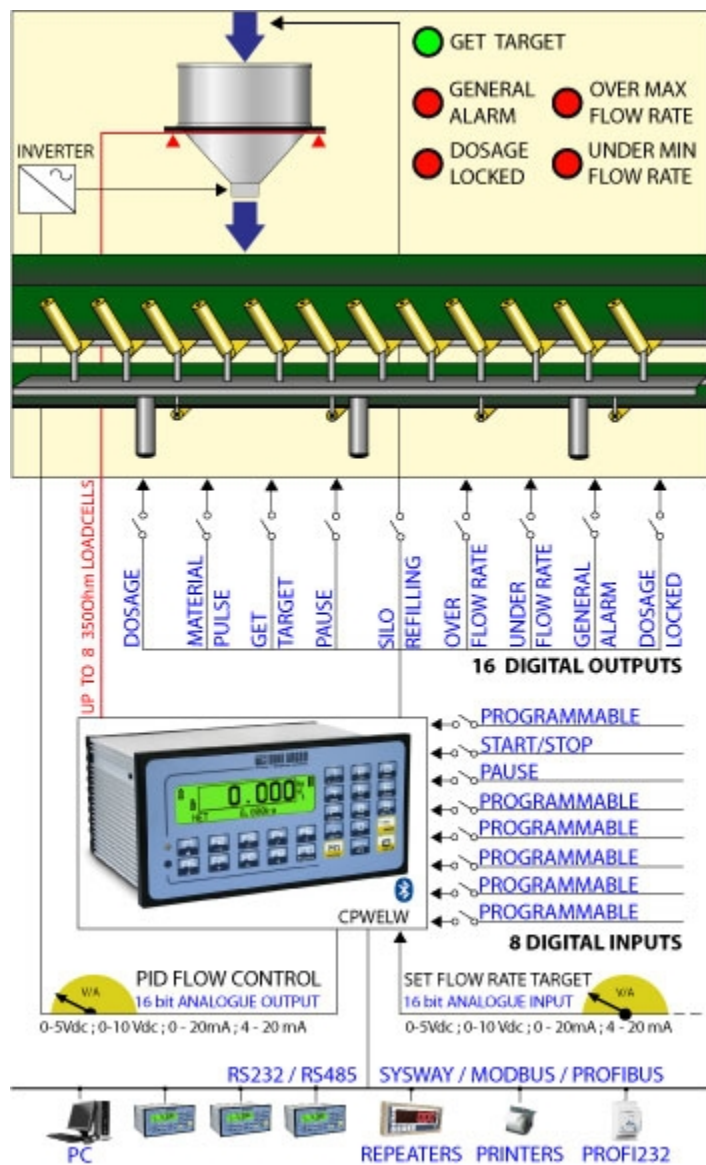 GET TARGET
GENERAL
ALARM
OVER MAX
FLOW RATE
DOSAGE
LOCKED
UNDER MIN
FLOW RATE
INVERTER
UP TO 8 350Ohm LOADCELLS
DOSAGE
MATERIAL
PULSE
GET
TARGET
PAUSE
SILO
REFILLING
OVER
FLOW RATE
UNDER
FLOW RATE
GENERAL
ALARM
DOSAGE
LOCKED
16 DIGITAL OUTPUTS
PROGRAMMABLE
START/STOP
PAUSE
PROGRAMMABLE
PROGRAMMABLE
PROGRAMMABLE
PROGRAMMABLE
PROGRAMMABLE
8 DIGITAL INPUTS
0.000
NET
CPWELW
PID FLOW CONTROL
16 bit ANALOGUE OUTPUT
V/A
0-5Vdc ; 0-10 Vdc ; 0 - 20mA ; 4 - 20 mA
SET FLOW RATE TARGET
16 bit ANALOGUE INPUT
V/A
0-5Vdc ; 0-10 Vdc ; 0 - 20mA ; 4 - 20 mA
RS232 / RS485
SYSWAY / MODBUS / PROFIBUS
PC
REPEATERS
PRINTERS
PROFI232